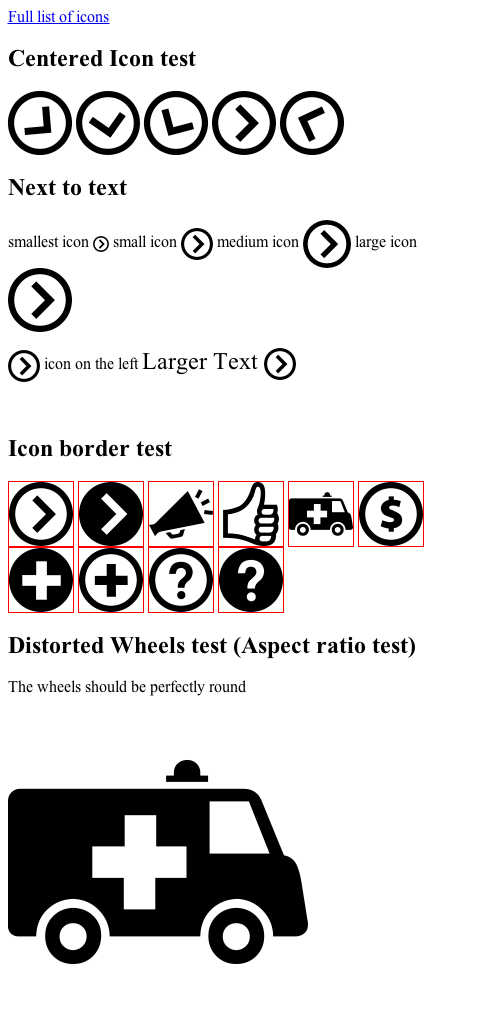 Full list of icons
Centered Icon test
Next to text
smallest icon small icon medium icon large icon
icon on the left Larger Text
Icon border test
$
? ?
Distorted Wheels test (Aspect ratio test)
The wheels should be perfectly round